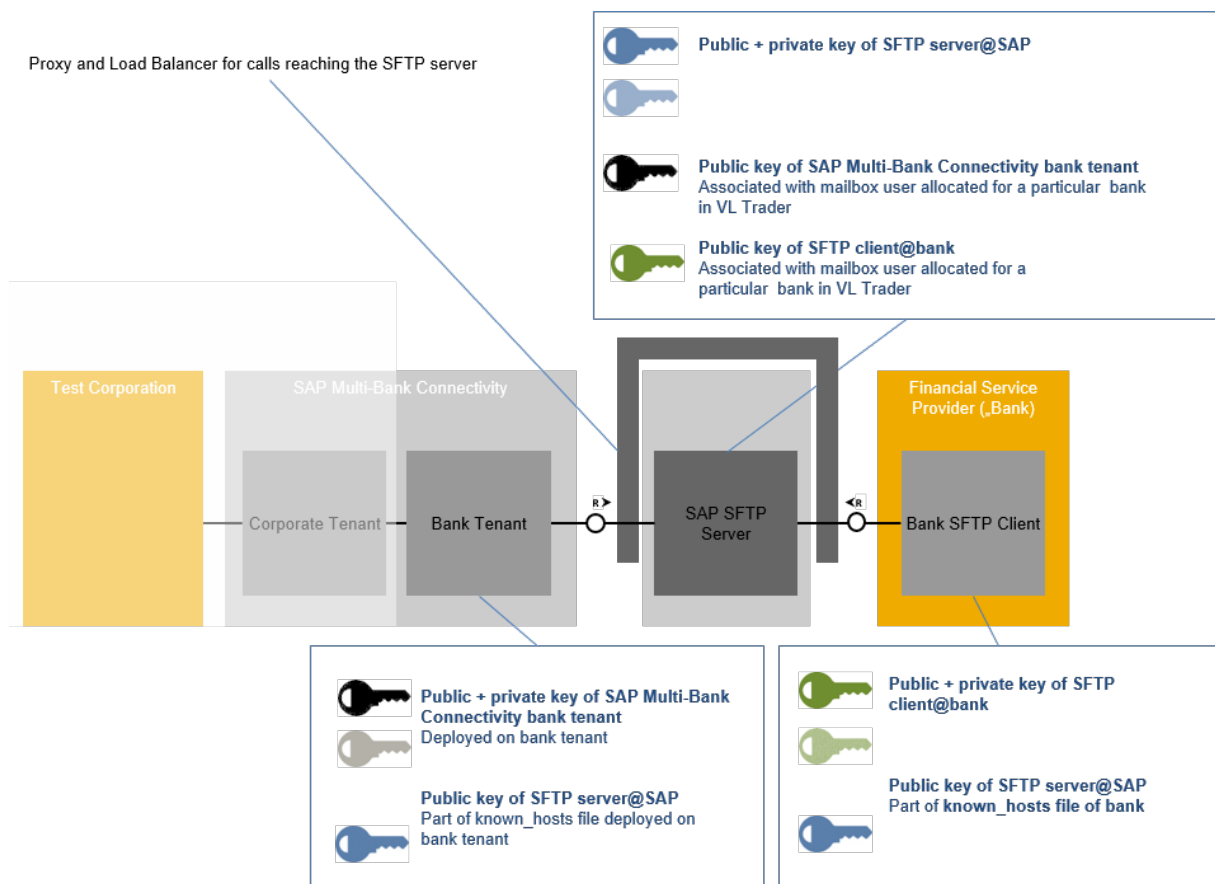 Proxy and Load Balancer for calls reaching the SFTP server
Public + private key of SFTP server@SAP
Public key of SAP Multi-Bank Connectivity bank tenant
Associated with mailbox user allocated for a particular bank
in VL Trader
Public key of SFTP client@bank
Associated with mailbox user allocated for a
particular bank in VL Trader
Test Corporation
SAP Multi-Bank Connectivity
Financial Service
Provider („Bank)
Corporate Tenant
Bank Tenant
R
SAP SFTP
Server
R
Bank SFTP Client
Public + private key of SAP Multi-Bank
Connectivity bank tenant
Deployed on bank tenant
Public key of SFTP server@SAP
Part of known_hosts file deployed on
bank tenant
Public + private key of SFTP
client@bank
Public key of SFTP server@SAP
Part of known_hosts file of bank